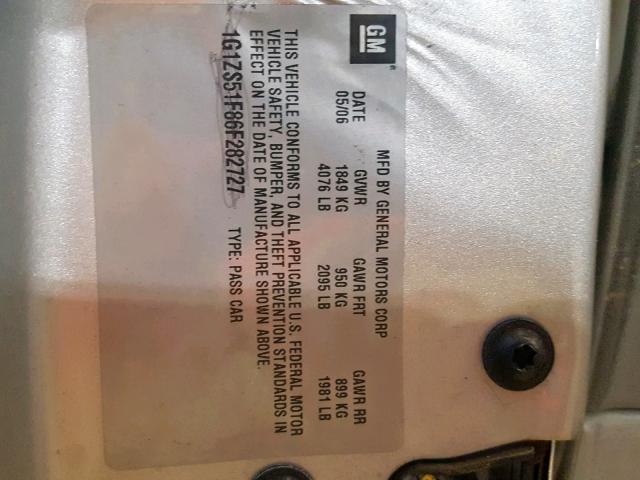 GM®
MFD BY GENERAL MOTORS CORP
DATE GVWR GAWR FRT GAWR RR
05/06 1849 KG 950 KG 899 KG
4076 LB 2095 LB 1981 LB
THIS VEHICLE CONFORMS TO ALL APPLICABLE U.S. FEDERAL MOTOR
VEHICLE SAFETY, BUMPER, AND THEFT PREVENTION STANDARDS IN
EFFECT ON THE DATE OF MANUFACTURE SHOWN ABOVE.
1G1ZS51F86F282727 TYPE: PASS CAR